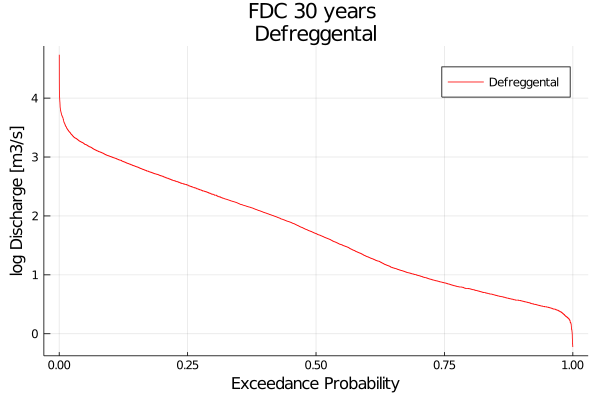 FDC 30 years
Defreggental
Defreggental
4
3
2
1
0
log Discharge [m3/s]
0.00 0.25 0.50 0.75 1.00
Exceedance Probability